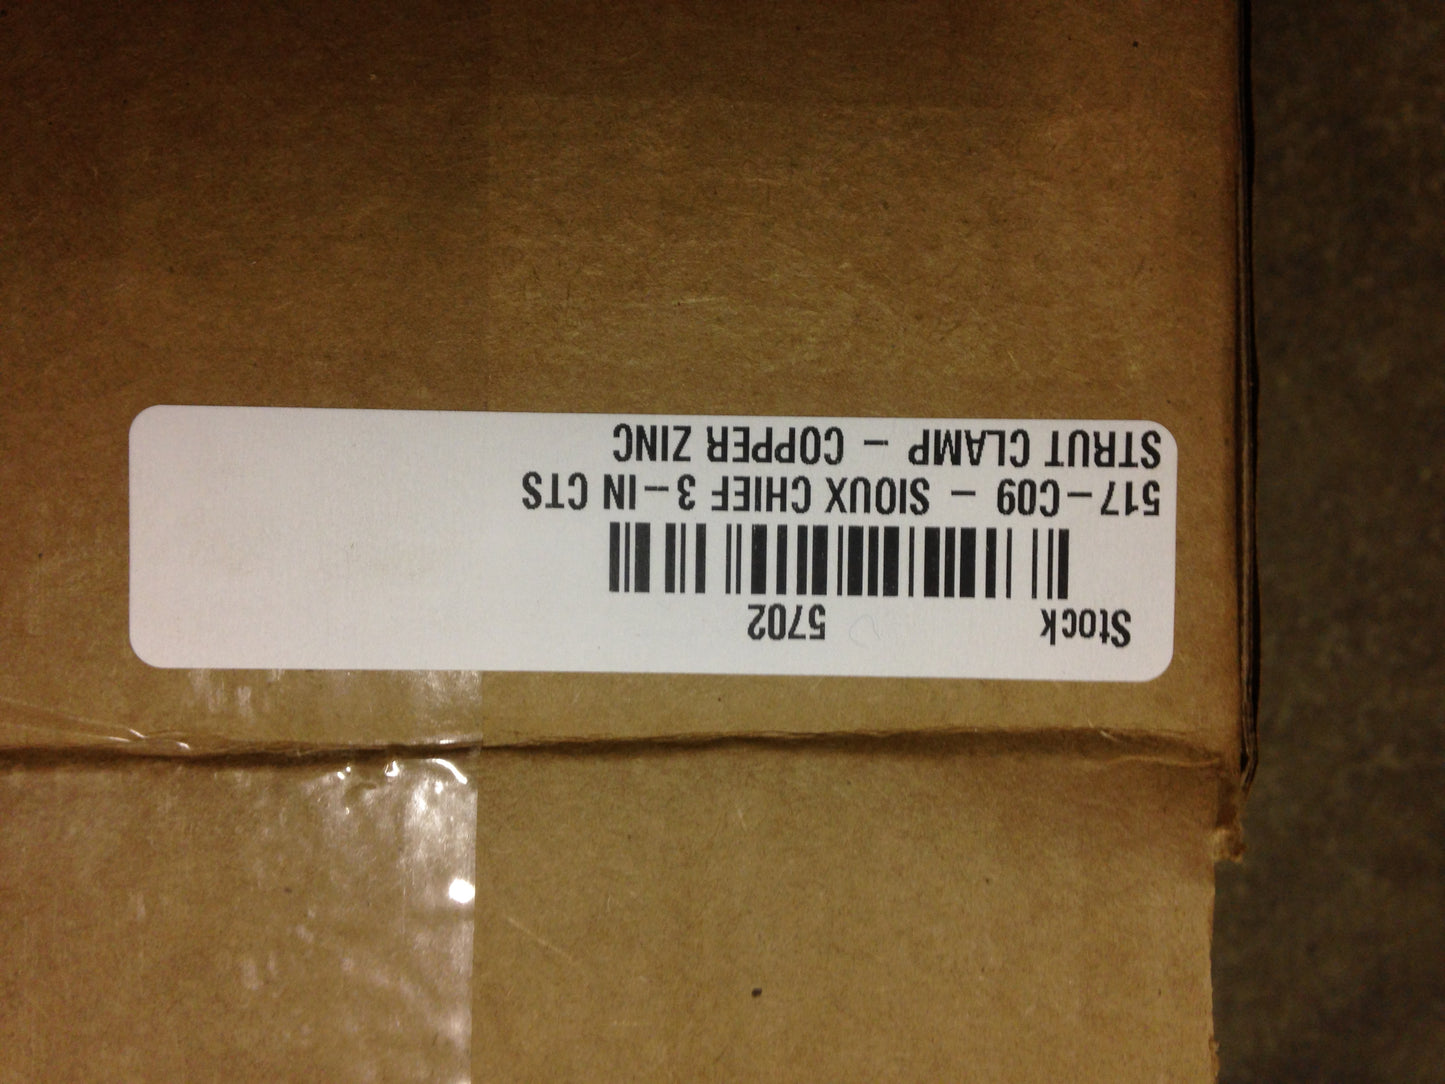 Stock 5702
517-C09 - SIOUX CHIEF 3-IN CTS
STRUT CLAMP - COPPER ZINC